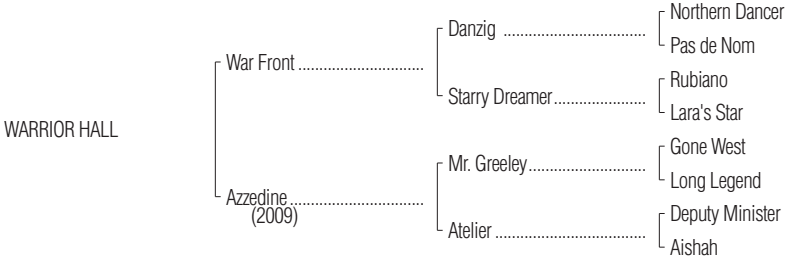 Northern Dancer
Danzig ..................................
Pas de Nom
War Front ..............................
Rubiano
Starry Dreamer......................
Lara's Star
WARRIOR HALL
Gone West
Mr. Greeley............................
Long Legend
Azzedine ................................
(2009)
Deputy Minister
Atelier ....................................
Aishah